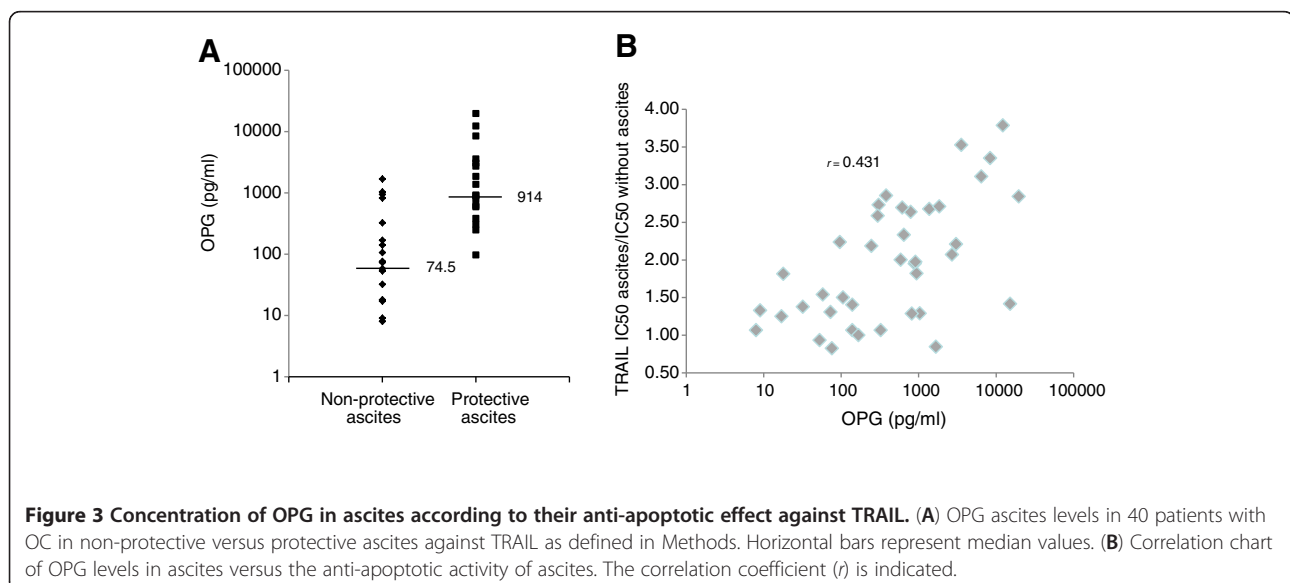 A
100000
10000
1000
100
10
1
OPG (pg/ml)
914
74.5
Non-protective
ascites
Protective
ascites
B
4.00
3.50
3.00
2.50
2.00
1.50
1.00
0.50
TRAIL IC50 ascites/IC50 without ascites
r = 0.431
1 10 100 1000 10000 100000
OPG (pg/ml)
Figure 3 Concentration of OPG in ascites according to their anti-apoptotic effect against TRAIL. (A) OPG ascites levels in 40 patients with
OC in non-protective versus protective ascites against TRAIL as defined in Methods. Horizontal bars represent median values. (B) Correlation chart
of OPG levels in ascites versus the anti-apoptotic activity of ascites. The correlation coefficient (r) is indicated.